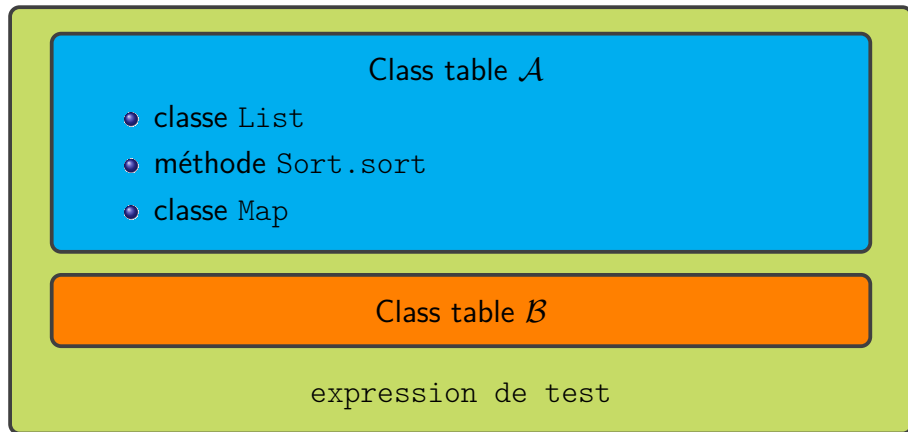 Class table 𝒜
classe List
méthode Sort.sort
classe Map
Class table ℬ
expression de test